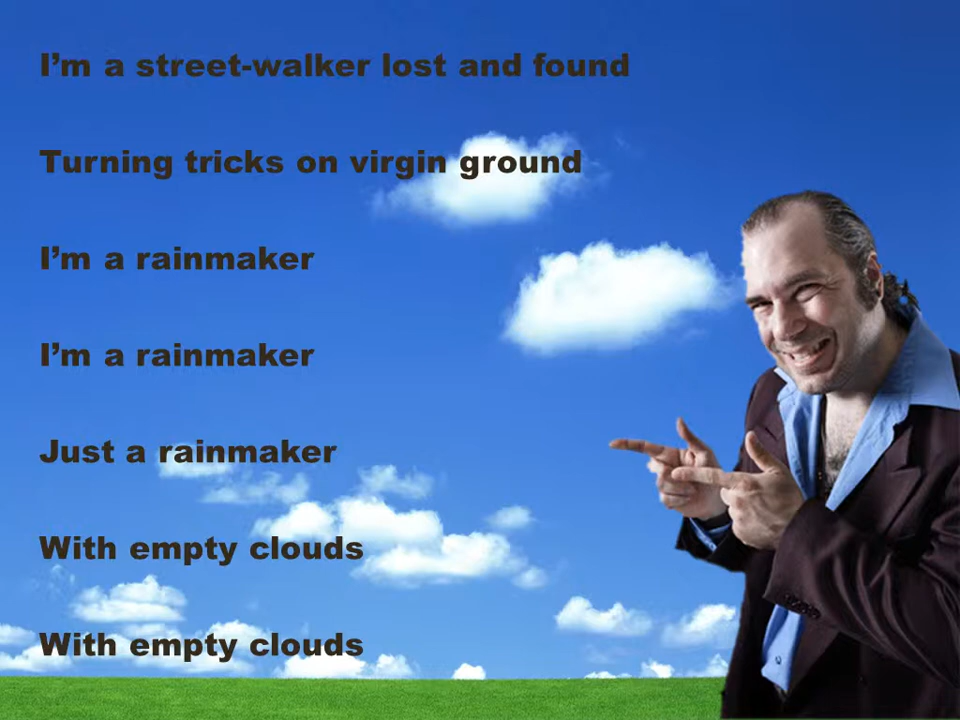 I’m a street-walker lost and found
Turning tricks on virgin ground
I’m a rainmaker
I’m a rainmaker
Just a rainmaker
With empty clouds
With empty clouds